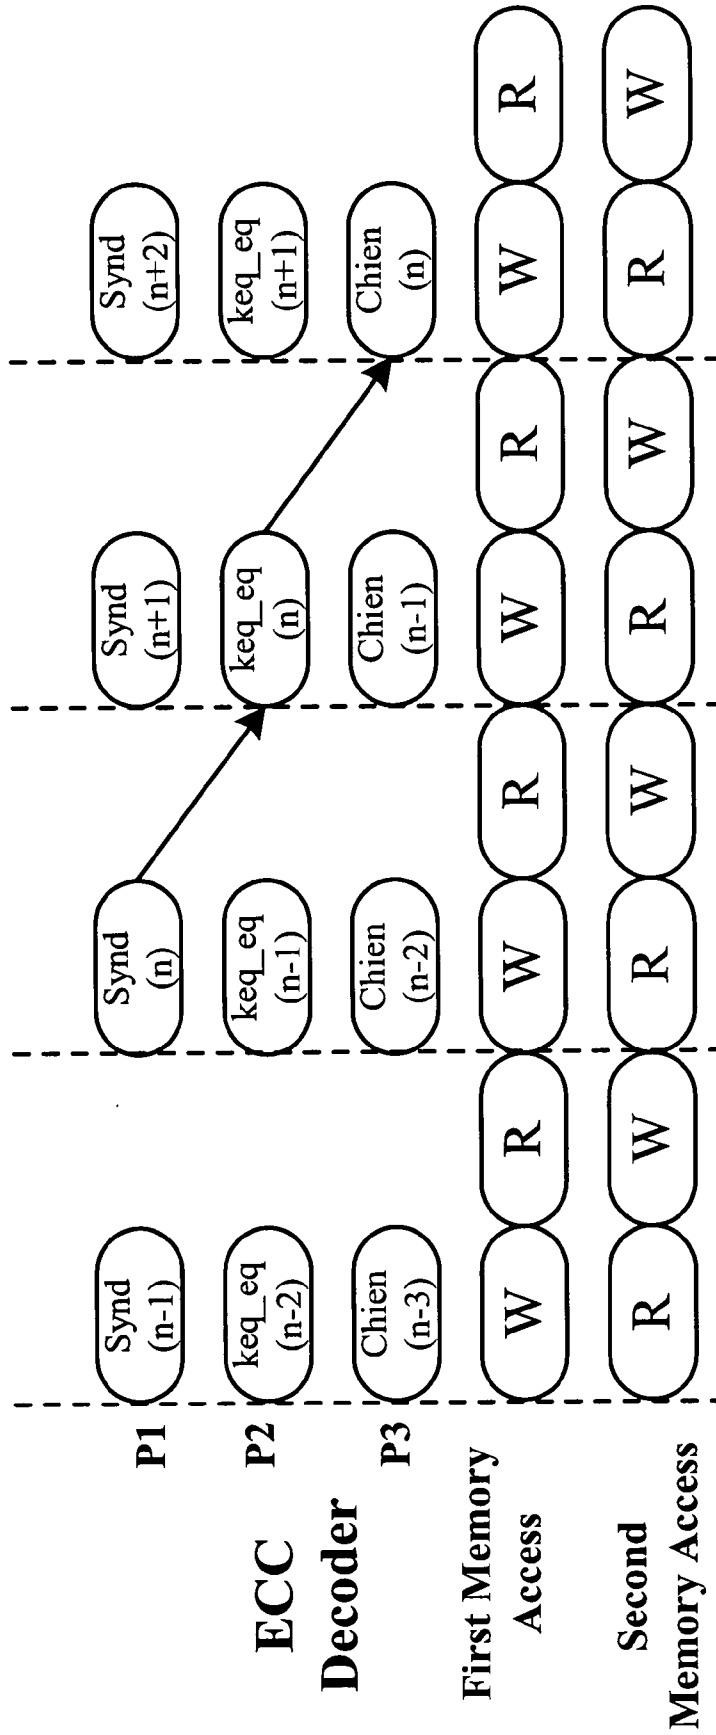 ECC
Decoder
P1
Synd
(n-1)
Synd
(n)
Synd
(n+1)
Synd
(n+2)
P2
keq_eq
(n-2)
keq_eq
(n-1)
keq_eq
(n)
keq_eq
(n+1)
P3
Chien
(n-3)
Chien
(n-2)
Chien
(n-1)
Chien
(n)
First Memory
Access
W
R
W
R
W
R
W
R
Second
Memory Access
R
W
R
W
R
W
R
W